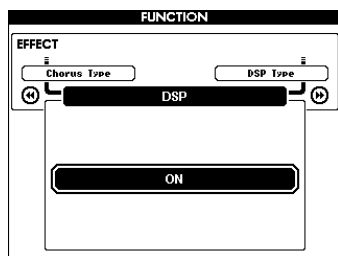 FUNCTION
EFFECT
Chorus Type
DSP Type
DSP
ON